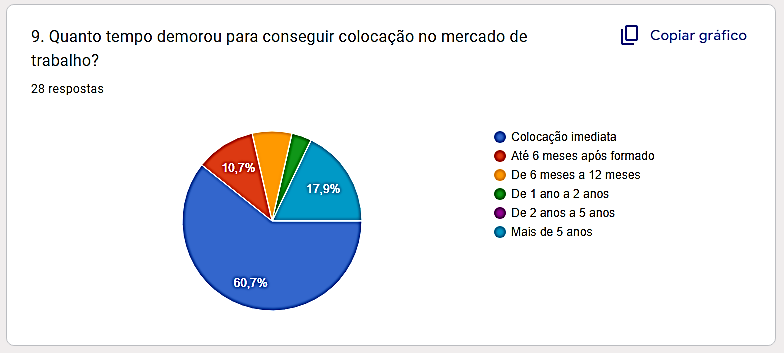 9. Quanto tempo demorou para conseguir colocação no mercado de
trabalho?
Copiar gráfico
28 respostas
10,7%
17,9%
60,7%
Colocação imediata
Até 6 meses após formado
De 6 meses a 12 meses
De 1 ano a 2 anos
De 2 anos a 5 anos
Mais de 5 anos